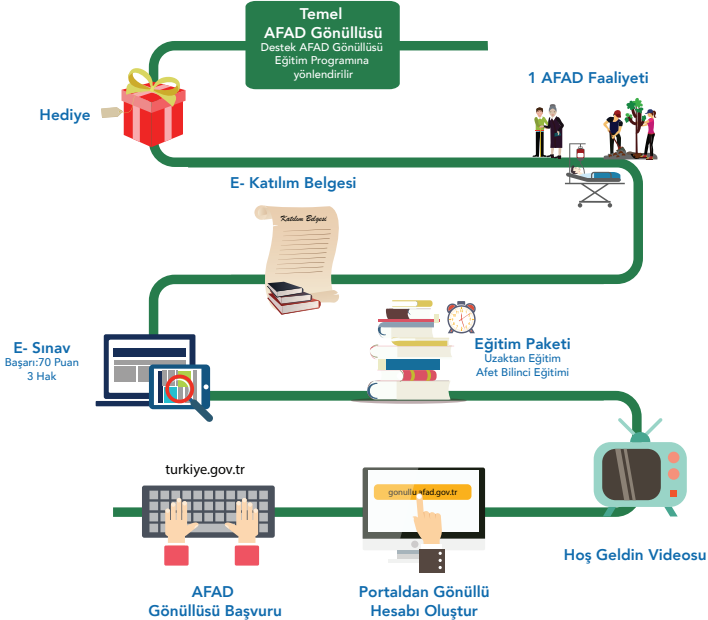 Temel
AFAD Gönüllüsü
Destek AFAD Gönüllüsü
Eğitim Programına
yönlendirilir
1 AFAD Faaliyeti
Hediye
E- Katılım Belgesi
Katılım Belgesi
E- Sınav
Başarı:70 Puan
3 Hak
Eğitim Paketi
Uzaktan Eğitim
Afet Bilinci Eğitimi
turkiye.gov.tr
gonullu.afad.gov.tr
Hoş Geldin Videosu
AFAD
Gönüllüsü Başvuru
Portaldan Gönüllü
Hesabı Oluştur